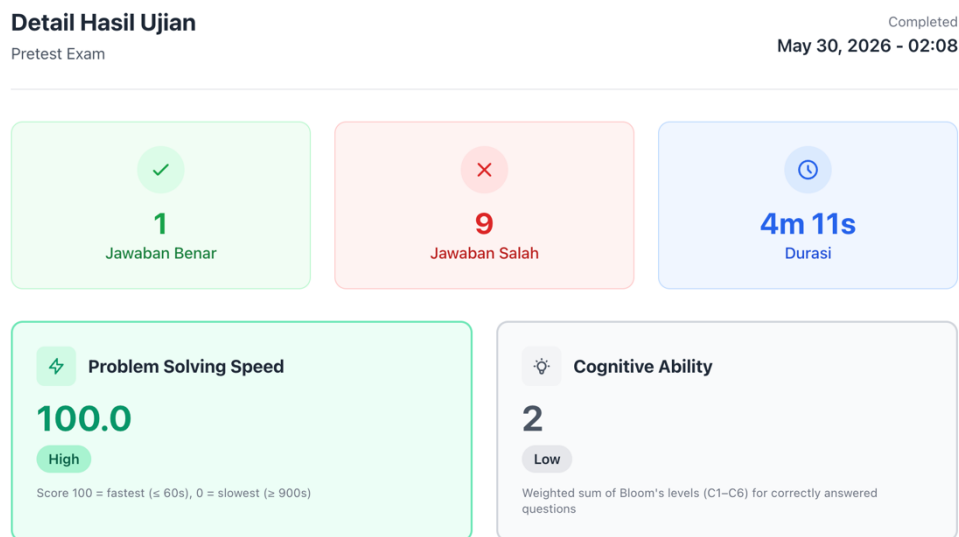 Detail Hasil Ujian
Completed
Pretest Exam
May 30, 2026 - 02:08
1
Jawaban Benar
9
Jawaban Salah
4m 11s
Durasi
Problem Solving Speed
100.0
High
Score 100 = fastest (≤ 60s), 0 = slowest (≥ 900s)
Cognitive Ability
2
Low
Weighted sum of Bloom's levels (C1–C6) for correctly answered
questions